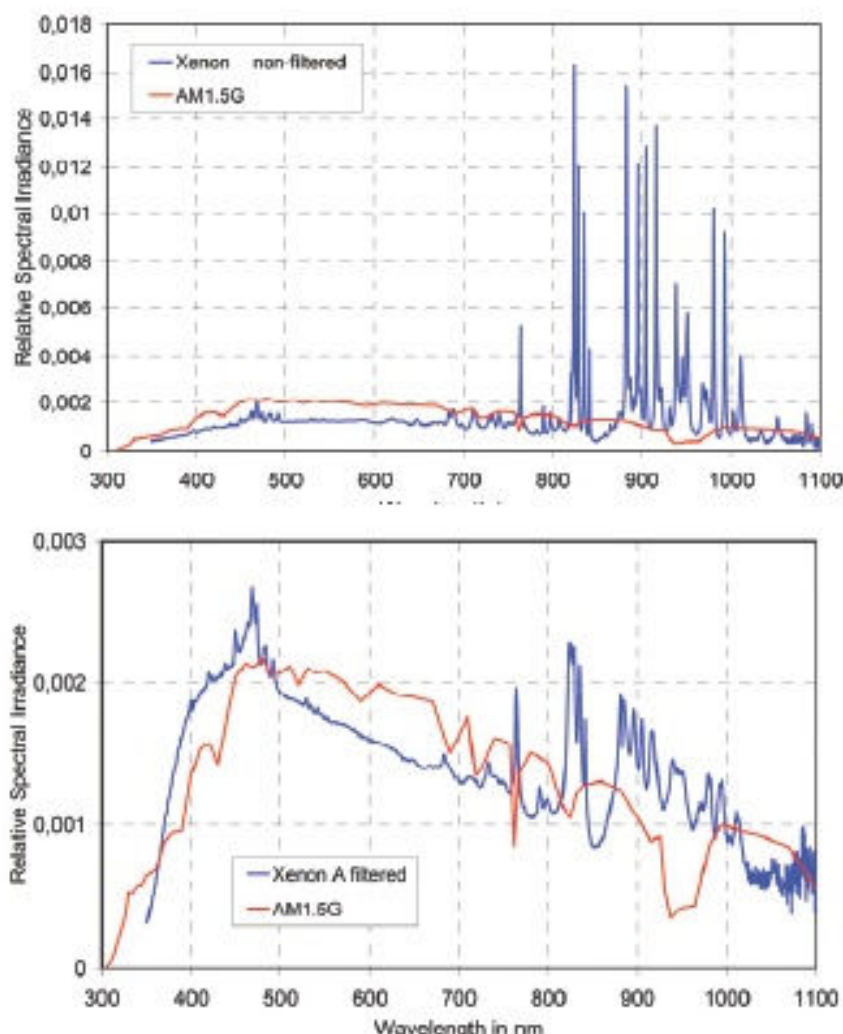 0,018
0,016
0,014
0,012
0,01
0,008
0,006
0,004
0,002
0
Relative Spectral Irradiance
Xenon non-filtered
AM1.5G
300 400 500 600 700 800 900 1000 1100
0.003
0,002
0,001
0
Relative Spectral Irradiance
Xenon A filtered
AM1.5G
300 400 500 600 700 800 900 1000 1100
Wavelength in nm